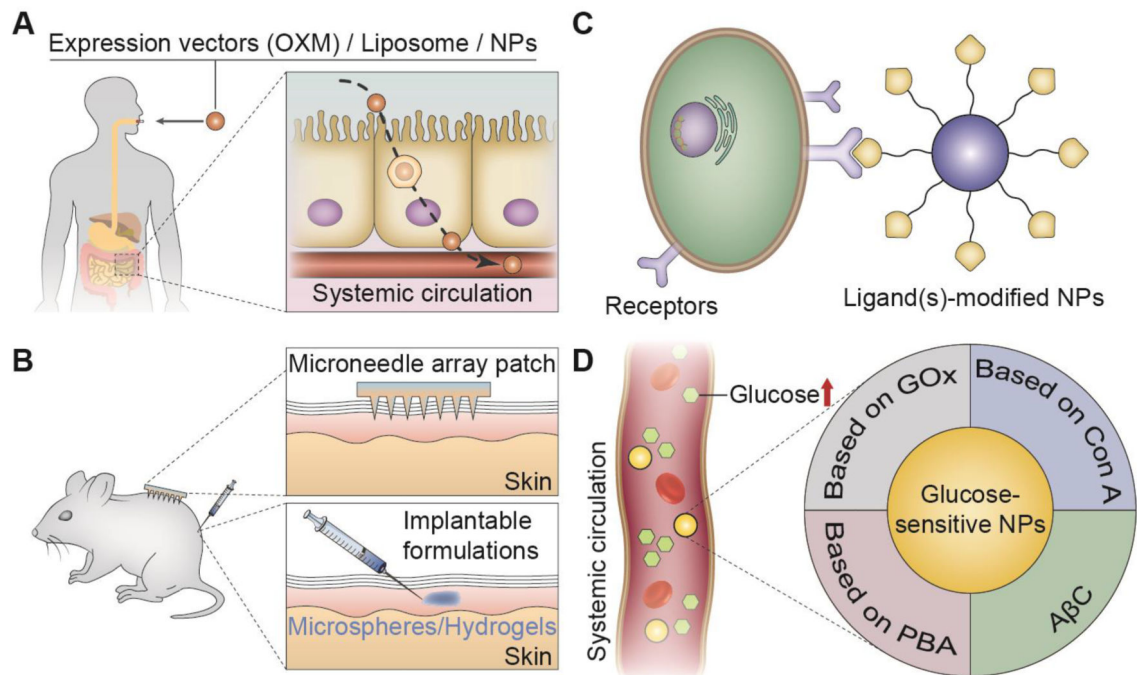 A
Expression vectors (OXM) / Liposome / NPs
Systemic circulation
B
Microneedle array patch
Skin
Implantable
formulations
Microspheres/Hydrogels
Skin
C
Receptors
Ligand(s)-modified NPs
D
Systemic circulation
Glucose
Based on GOx
Based on Con A
Glucose-
sensitive NPs
Based on PBA
AβC